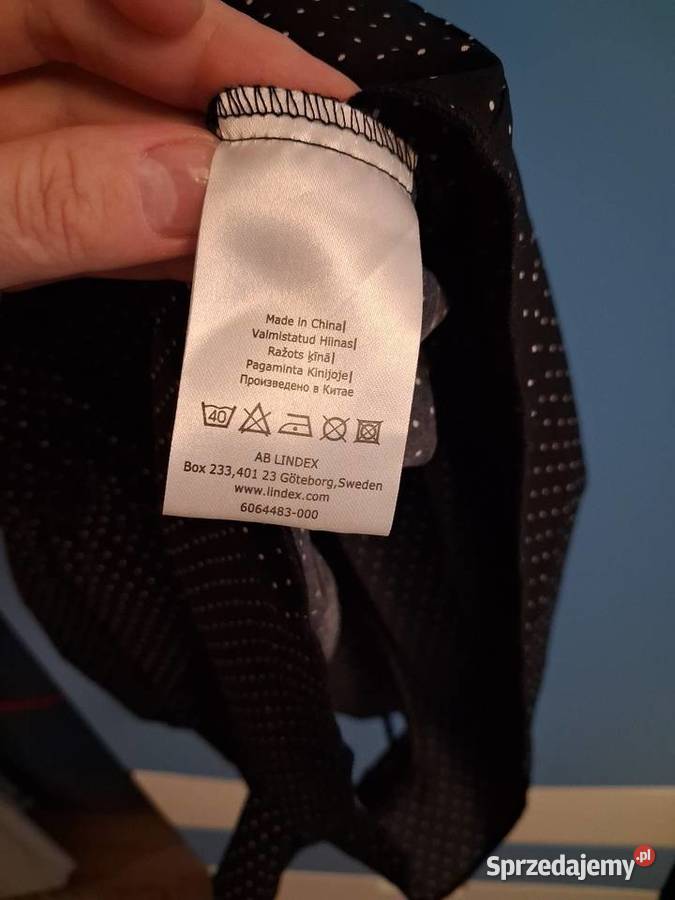 Made in China|
Valmistatud Hiinas|
Ražots ķīnā|
Pagaminta Kinijoje|
Произведено в Китае
40
AB LINDEX
Box 233,401 23 Göteborg,Sweden
www.lindex.com
6064483-000
Sprzedajemy.pl